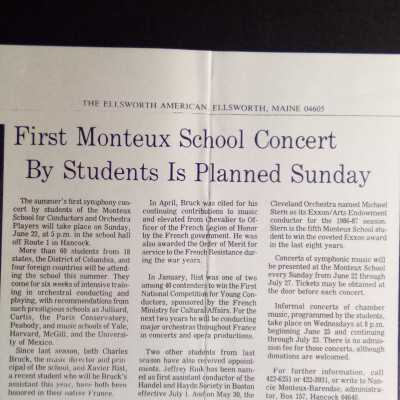 THE ELLSWORTH AMERICAN, ELLSWORTH, MAINE 04605
First Monteux School Concert
By Students Is Planned Sunday
The summer's first symphony con-
cert by students of the Monteux
School for Conductors and Orchestra
Players will take place on Sunday,
June 22, at 5 p.m. in the school hall
off Route 1 in Hancock.
More than 60 students from 18
states, the District of Columbia, and
four foreign countries will be attend-
ing the school this summer. They
come for six weeks of intensive train-
ing in orchestral conducting and
playing, with recommendations from
such prestigious schools as Juilliard,
Curtis, the Paris Conservatory,
Peabody, and music schools of Yale,
Harvard, McGill, and the Universi-
ty of Mexico.
Since last season, both Charles
Bruck, the music director and prin-
cipal of the school, and Xavier Rist,
a recent student who will be Bruck's
assistant this year, have both been
honored in their native France.
In April, Bruck was cited for his
continuing contributions to music
and elevated from Chevalier to Of-
ficer of the French Legion of Honor
by the French government. He was
also awarded the Order of Merit for
service to the French Resistance dur-
ing the war years.
In January, Rist was one of two
among 40 contenders to win the First
National Competition for Young Con-
ductors, sponsored by the French
Ministry for Cultural Affairs. For the
next two years he will be conducting
major orchestras throughout France
in concerts and opera productions.
Two other students from last
season have also received appoint-
ments. Jeffrey Rink has been nam-
ed as first assistant conductor of the
Handel and Haydn Society in Boston
effective July 1. And on May 30, the
Cleveland Orchestra named Michael
Stern as its Exxon/Arts Endowment
conductor for the 1986-87 season.
Stern is the fifth Monteux School stu-
dent to win the coveted Exxon award
in the last eight years.
Concerts of symphonic music will
be presented at the Monteux School
every Sunday from June 22 through
July 27. Tickets may be obtained at
the door before each concert.
Informal concerts of chamber
music, programmed by the students,
take place on Wednesdays at 8 p.m.
beginning June 25 and continuing
through July 23. There is no admis-
sion fee for those concerts, although
donations are welcomed.
For further information, call
422-6251 or 422-3931, or write to Nan-
cie Monteux-Barendse, administra-
tor, Box 157, Hancock 04640.